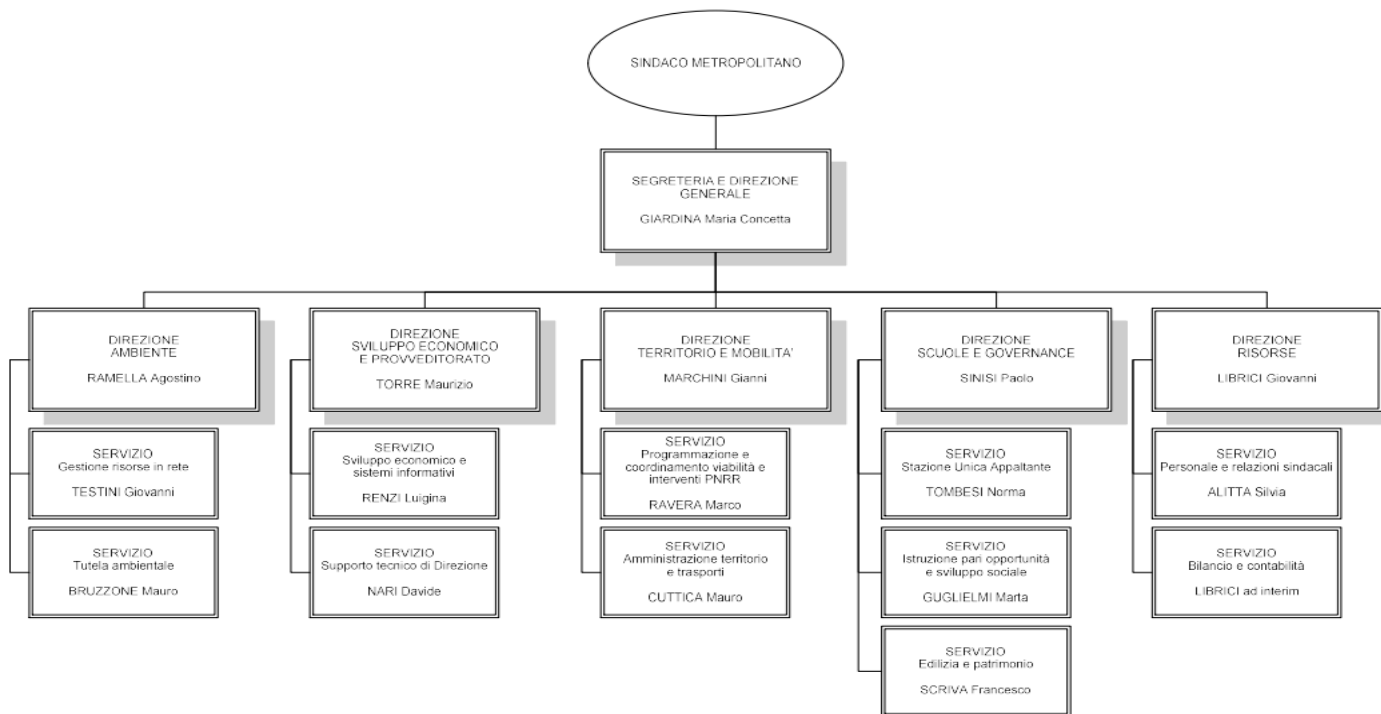 SINDACO METROPOLITANO
SEGRETERIA E DIREZIONE
GENERALE
GIARDINA Maria Concetta
DIREZIONE
AMBIENTE
RAMELLA Agostino
SERVIZIO
Gestione risorse in rete
TESTINI Giovanni
SERVIZIO
Tutela ambientale
BRUZZONE Mauro
DIREZIONE
SVILUPPO ECONOMICO
E PROVVEDITORATO
TORRE Maurizio
SERVIZIO
Sviluppo economico e
sistemi informativi
RENZI Luigina
SERVIZIO
Supporto tecnico di Direzione
NARI Davide
DIREZIONE
TERRITORIO E MOBILITA'
MARCHINI Gianni
SERVIZIO
Programmazione e
coordinamento viabilità e
interventi PNRR
RAVERA Marco
SERVIZIO
Amministrazione territorio
e trasporti
CUTTICA Mauro
DIREZIONE
SCUOLE E GOVERNANCE
SINISI Paolo
SERVIZIO
Stazione Unica Appaltante
TOMBESI Norma
SERVIZIO
Istruzione pari opportunità
e sviluppo sociale
GUGLIELMI Marta
SERVIZIO
Edilizia e patrimonio
SCRIVA Francesco
DIREZIONE
RISORSE
LIBRICI Giovanni
SERVIZIO
Personale e relazioni sindacali
ALITTA Silvia
SERVIZIO
Bilancio e contabilità
LIBRICI ad interim